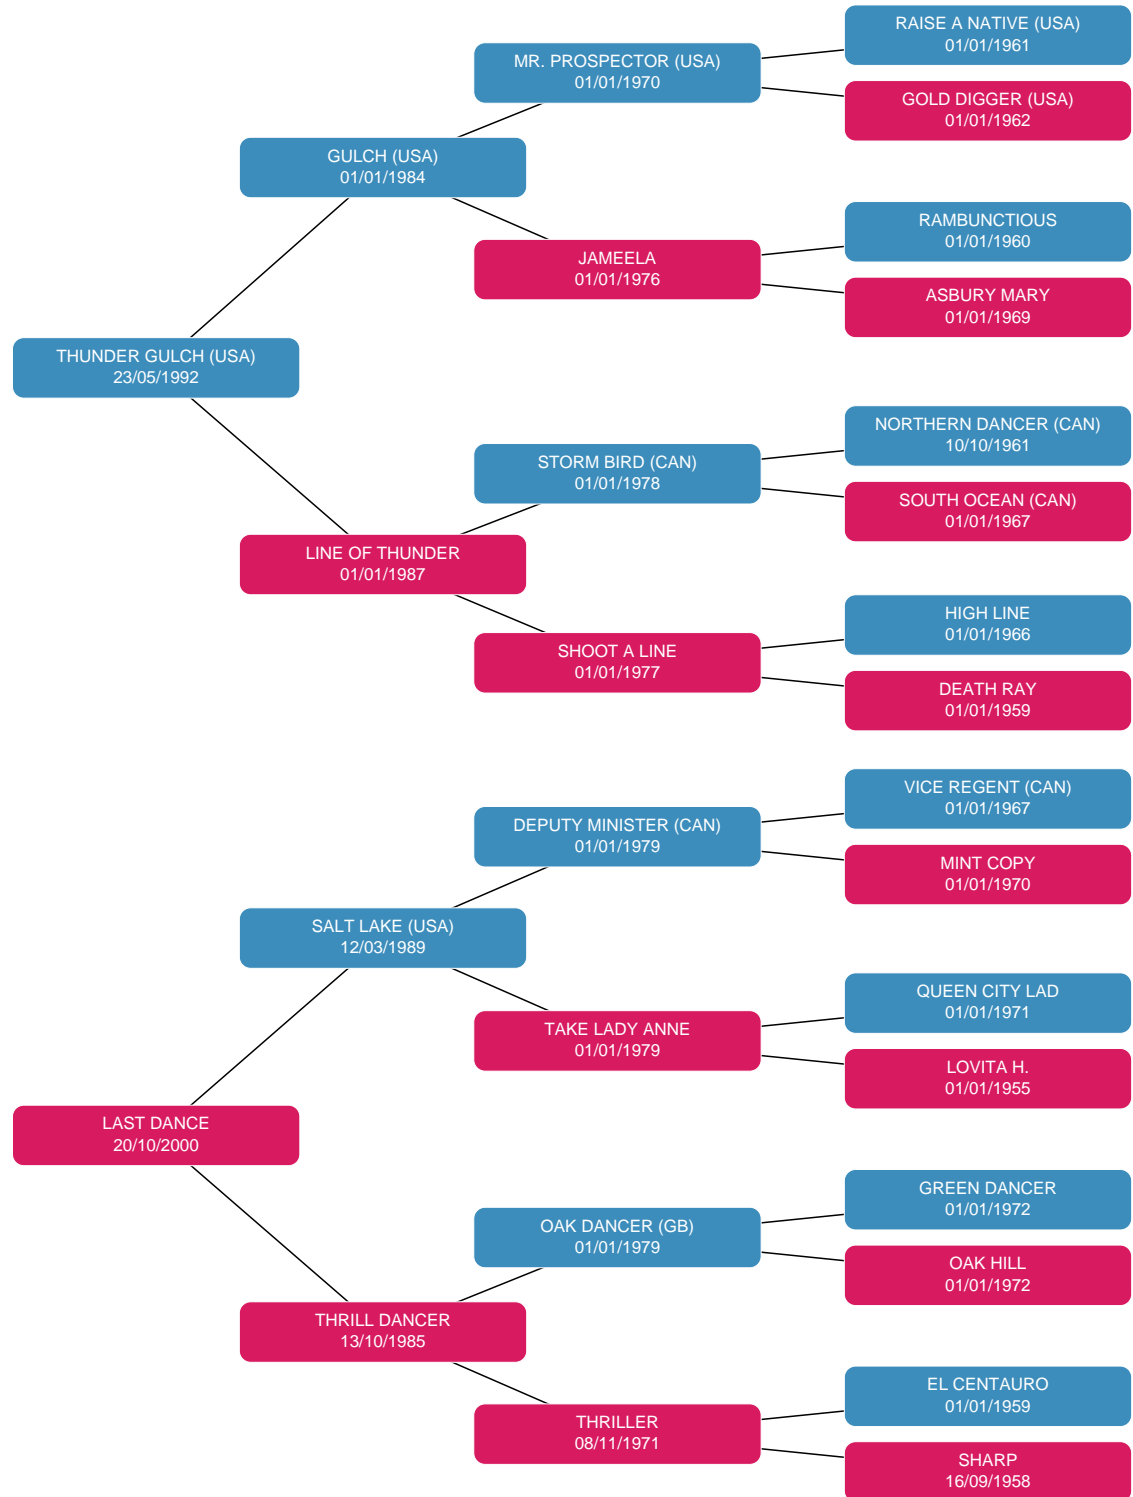 RAISE A NATIVE (USA)
01/01/1961
MR. PROSPECTOR (USA)
01/01/1970
GOLD DIGGER (USA)
01/01/1962
GULCH (USA)
01/01/1984
RAMBUNCTIOUS
01/01/1960
JAMEELA
01/01/1976
ASBURY MARY
01/01/1969
THUNDER GULCH (USA)
23/05/1992
NORTHERN DANCER (CAN)
10/10/1961
STORM BIRD (CAN)
01/01/1978
SOUTH OCEAN (CAN)
01/01/1967
LINE OF THUNDER
01/01/1987
HIGH LINE
01/01/1966
SHOOT A LINE
01/01/1977
DEATH RAY
01/01/1959
VICE REGENT (CAN)
01/01/1967
DEPUTY MINISTER (CAN)
01/01/1979
MINT COPY
01/01/1970
SALT LAKE (USA)
12/03/1989
QUEEN CITY LAD
01/01/1971
TAKE LADY ANNE
01/01/1979
LOVITA H.
01/01/1955
LAST DANCE
20/10/2000
GREEN DANCER
01/01/1972
OAK DANCER (GB)
01/01/1979
OAK HILL
01/01/1972
THRILL DANCER
13/10/1985
EL CENTAURO
01/01/1959
THRILLER
08/11/1971
SHARP
16/09/1958